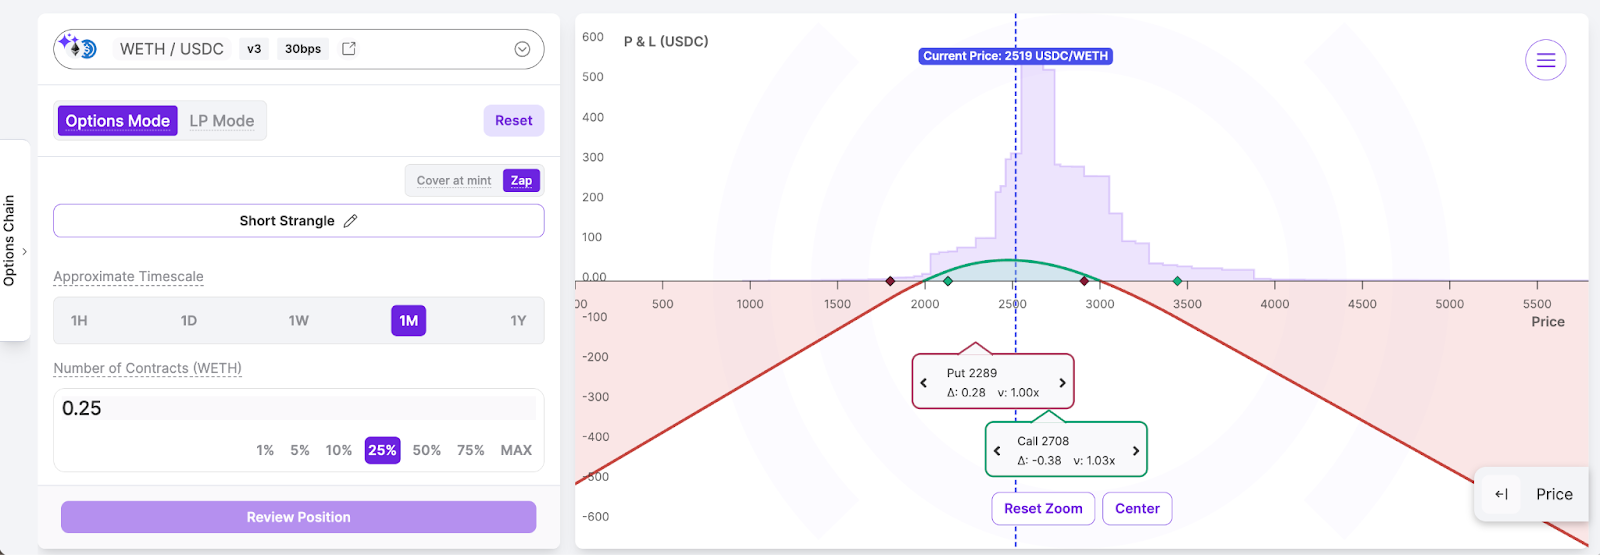 Options Chain
WETH / USDC v3 30bps
Options Mode LP Mode Reset
Cover at mint Zap
Short Strangle
Approximate Timescale
1H 1D 1W 1M 1Y
Number of Contracts (WETH)
0.25
1% 5% 10% 25% 50% 75% MAX
Review Position
P & L (USDC)
Current Price: 2519 USDC/WETH
600
500
400
300
200
100
0.00
-100
-200
-300
-400
-500
-600
00 500 1000 1500 2000 2500 3000 3500 4000 4500 5000 5500
Price
Put 2289
Δ: 0.28 ν: 1.00x
Call 2708
Δ: -0.38 ν: 1.03x
Reset Zoom Center
Price